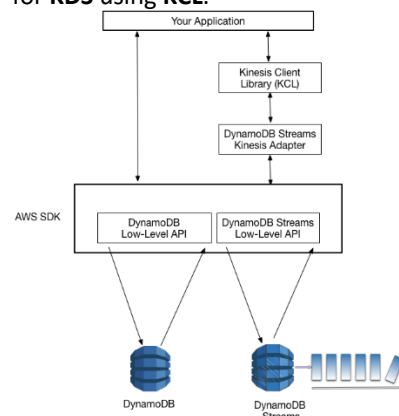 for KDS using KCL.
Your Application
Kinesis Client
Library (KCL)
DynamoDB Streams
Kinesis Adapter
AWS SDK
DynamoDB
Low-Level API
DynamoDB Streams
Low-Level API
DynamoDB
DynamoDB
Streams